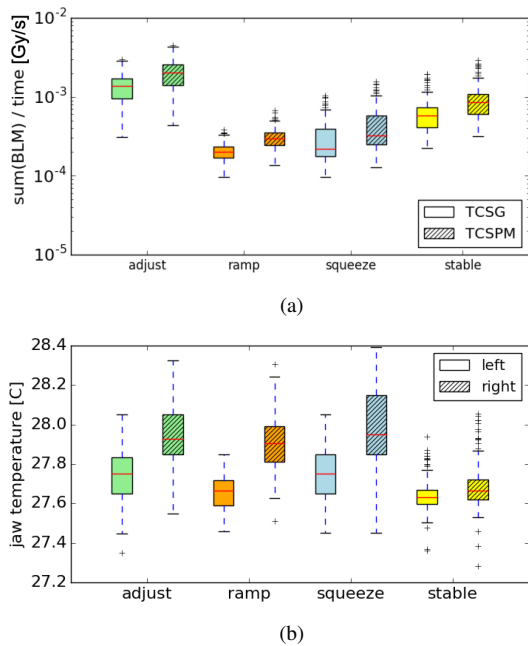 sum(BLM) / time [Gy/s]
10⁻²
10⁻³
10⁻⁴
10⁻⁵
TCSG
TCSPM
adjust ramp squeeze stable
(a)
jaw temperature [C]
28.4
28.2
28.0
27.8
27.6
27.4
27.2
left
right
adjust ramp squeeze stable
(b)